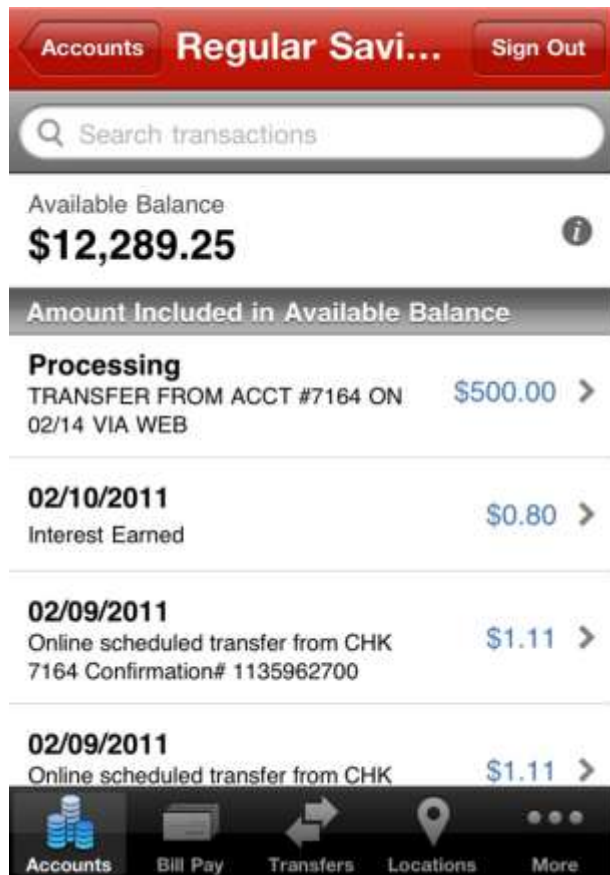 Accounts
Regular Savi...
Sign Out
Search transactions
Available Balance
$12,289.25
i
Amount Included in Available Balance
Processing
TRANSFER FROM ACCT #7164 ON
02/14 VIA WEB
$500.00
02/10/2011
Interest Earned
$0.80
02/09/2011
Online scheduled transfer from CHK
7164 Confirmation# 1135962700
$1.11
02/09/2011
Online scheduled transfer from CHK
$1.11
Accounts
Bill Pay
Transfers
Locations
More